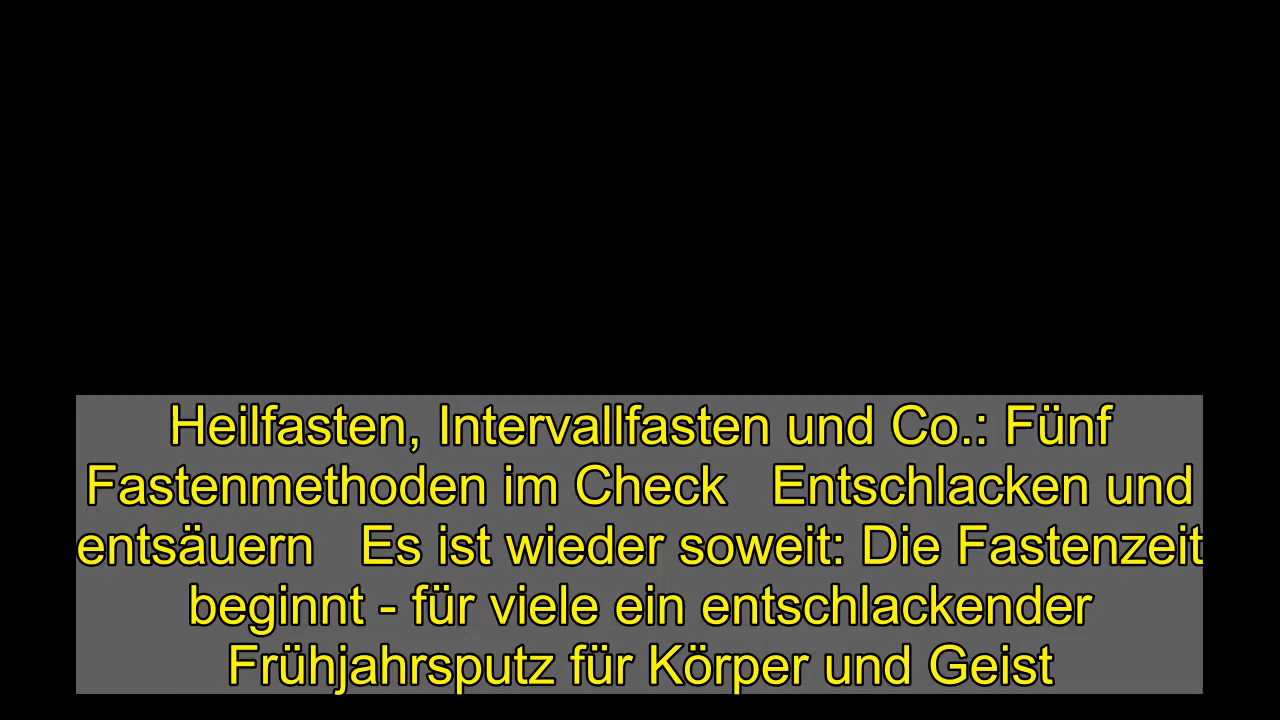 Heilfasten, Intervallfasten und Co.: Fünf
Fastenmethoden im Check   Entschlacken und
entsäuern   Es ist wieder soweit: Die Fastenzeit
beginnt - für viele ein entschlackender
Frühjahrsputz für Körper und Geist